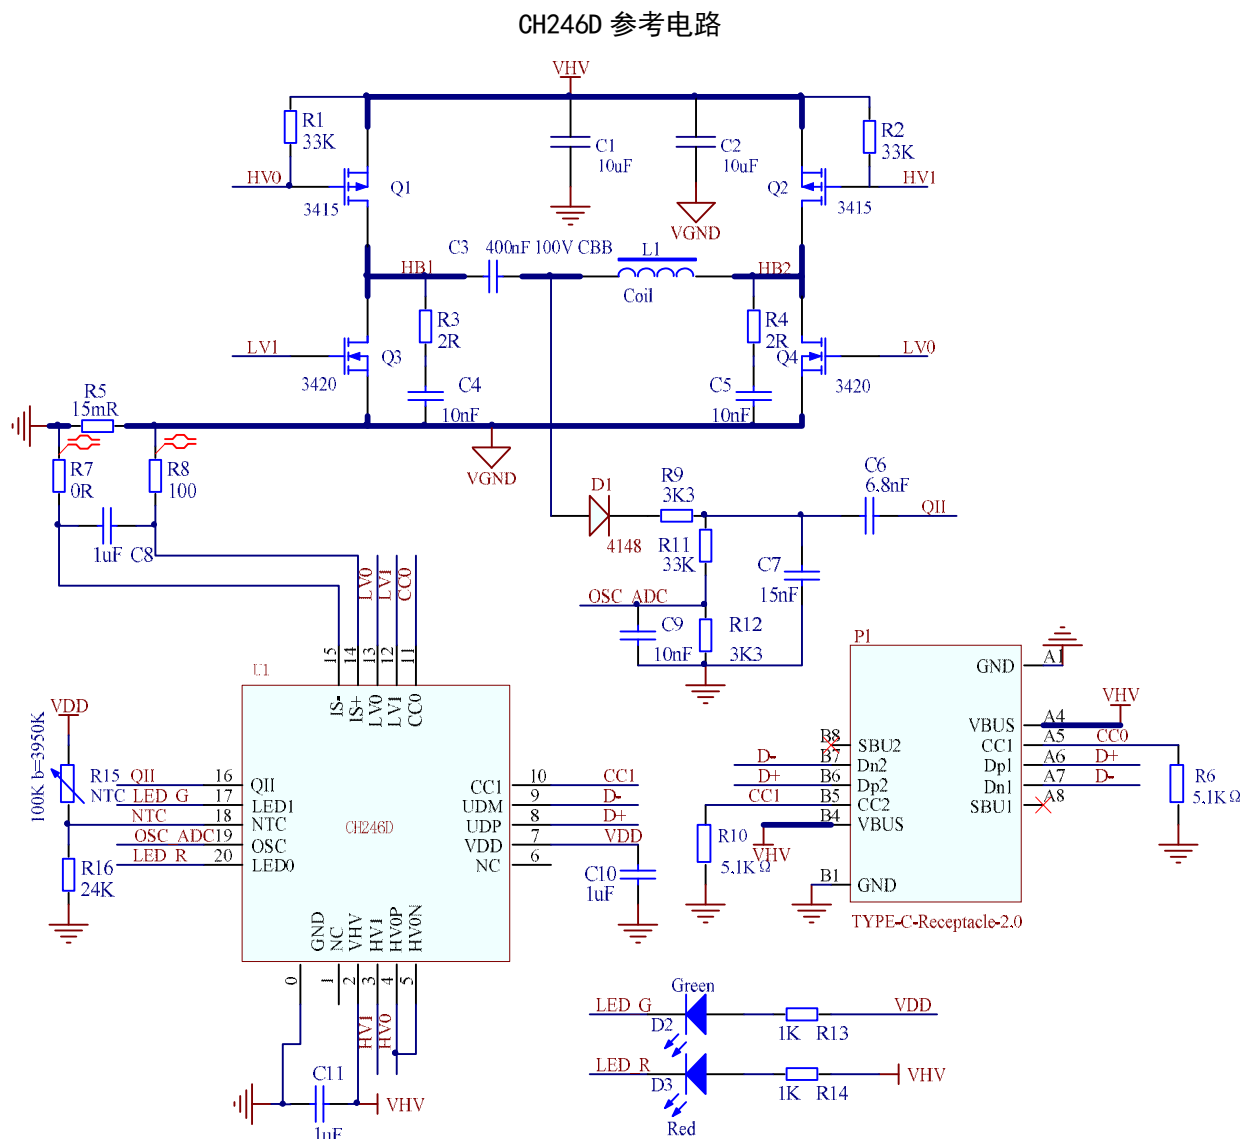 CH246D 参考电路
VHV
R1
33K
C1
10uF
C2
10uF
R2
33K
HV0
Q1
3415
Q2
3415
HV1
VGND
C3 400nF 100V CBB
L1
HB1
HB2
Coil
R3
2R
R4
2R
LV1
Q3
3420
Q4
3420
LV0
C4
10nF
C5
10nF
R5
15mR
VGND
R7
0R
R8
100
1uF C8
D1
4148
R9
3K3
C6
6.8nF
QII
R11
33K
C7
15nF
OSC_ADC
C9
10nF
R12
3K3
LV0
LV1
CC0
15
14
13
12
11
U1
IS-
IS+
LV0
LV1
CC0
VDD
100K b=3950K
R15
NTC
QII 16 QII
LED_G 17 LED1
NTC 18 NTC
OSC_ADC 19 OSC
LED_R 20 LED0
R16
24K
CH246D
CC1 10 CC1
UDM 9 D-
UDP 8 D+
VDD 7 VDD
NC 6
C10
1uF
GND
NC
VHV
HV1
HV0P
HV0N
0
1
2
3
4
5
HV1
HV0
C11
1uF
VHV
P1
GND A1
VHV
VBUS A4
CC1 A5 CC0
Dp1 A6 D+
Dn1 A7 D-
SBU1 A8
B8 SBU2
D- B7 Dn2
D+ B6 Dp2
CC1 B5 CC2
B4 VBUS
B1 GND
R6
5.1KΩ
R10
5.1KΩ
VHV
TYPE-C-Receptacle-2.0
Green
LED_G
D2
1K R13
VDD
LED_R
D3
1K R14
VHV
Red